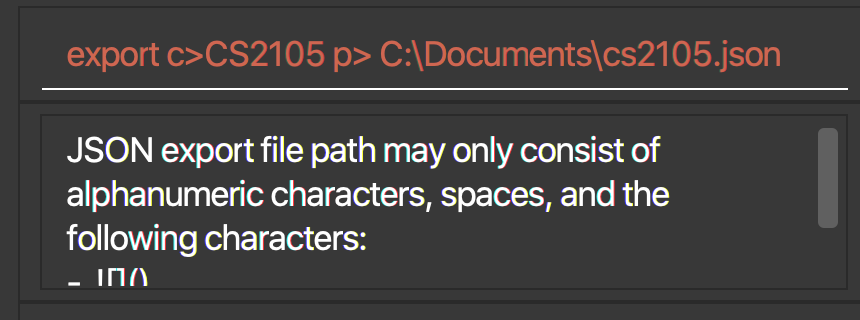 export c>CS2105 p> C:\Documents\cs2105.json
JSON export file path may only consist of
alphanumeric characters, spaces, and the
following characters:
- ![]()